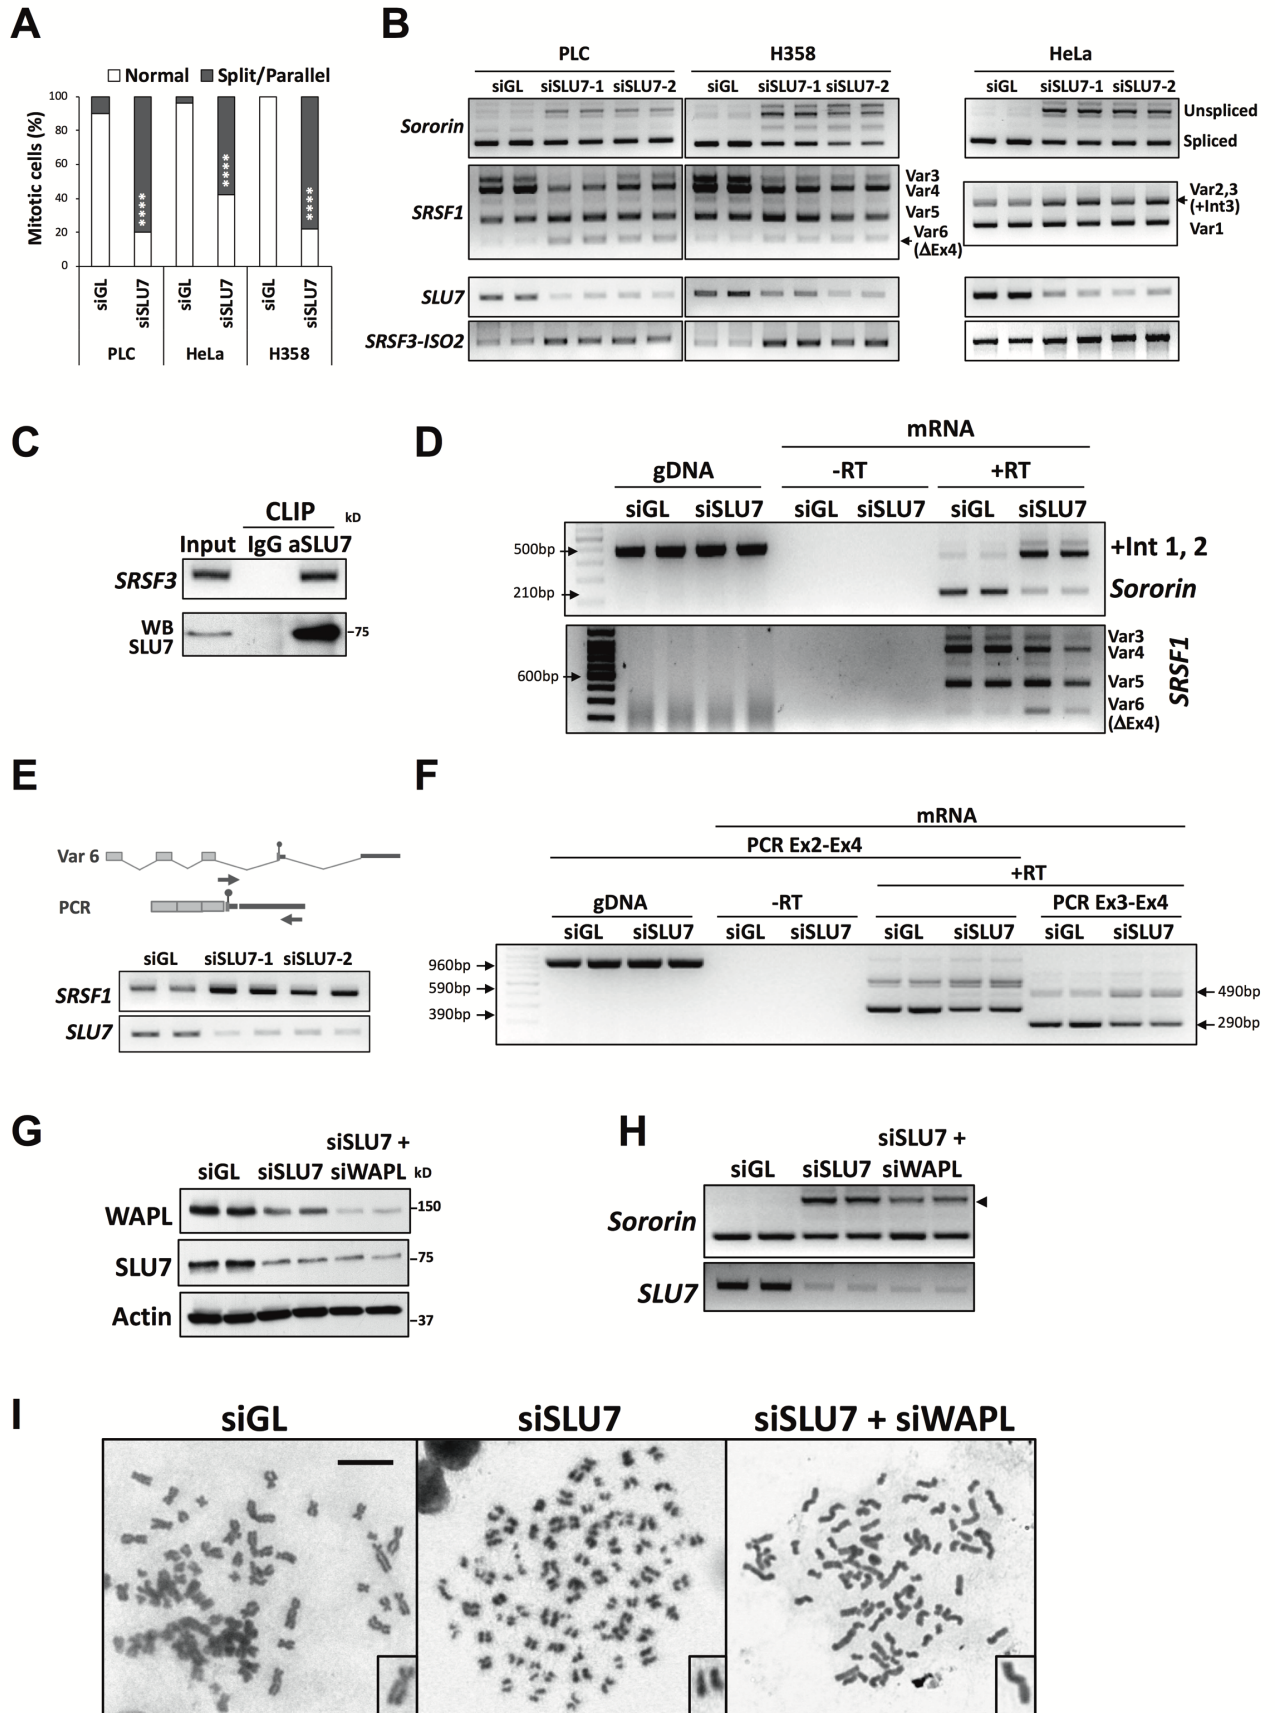 A
Normal Split/Parallel
Mitotic cells (%)
100
80
60
40
20
0
****
****
****
siGL siSLU7 siGL siSLU7 siGL siSLU7
PLC HeLa H358
B
PLC H358 HeLa
siGL siSLU7-1 siSLU7-2 siGL siSLU7-1 siSLU7-2 siGL siSLU7-1 siSLU7-2
Sororin
Unspliced
Spliced
SRSF1
Var3
Var4
Var5
Var6
(ΔEx4)
Var2,3
(+Int3)
Var1
SLU7
SRSF3-ISO2
C
CLIP kD
Input IgG aSLU7
SRSF3
WB
SLU7
-75
D
mRNA
gDNA -RT +RT
siGL siSLU7 siGL siSLU7 siGL siSLU7
500bp
210bp
+Int 1, 2
Sororin
600bp
Var3
Var4
Var5
Var6
(ΔEx4)
SRSF1
E
Var 6
PCR
siGL siSLU7-1 siSLU7-2
SRSF1
SLU7
F
mRNA
PCR Ex2-Ex4
+RT
gDNA -RT PCR Ex3-Ex4
siGL siSLU7 siGL siSLU7 siGL siSLU7 siGL siSLU7
960bp
590bp
390bp
490bp
290bp
G
siSLU7 +
siGL siSLU7 siWAPL kD
WAPL -150
SLU7 -75
Actin -37
H
siSLU7 +
siGL siSLU7 siWAPL
Sororin
SLU7
I
siGL siSLU7 siSLU7 + siWAPL